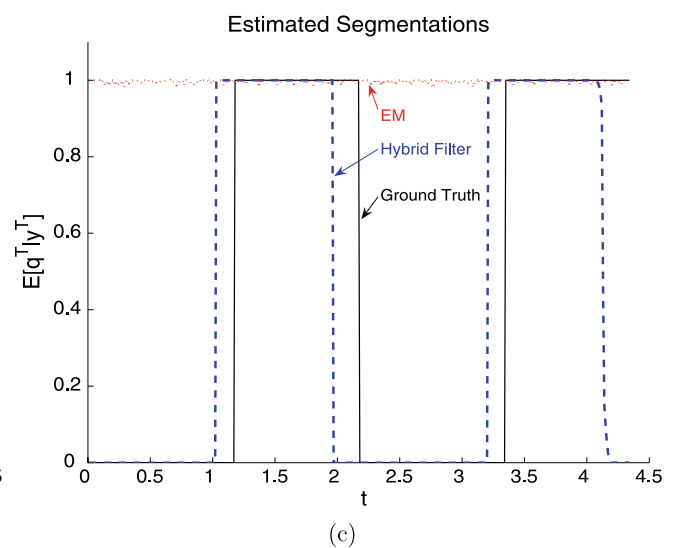 Estimated Segmentations
1
0.8
0.6
0.4
0.2
0
E[q^T|y^T]
EM
Hybrid Filter
Ground Truth
5 0 0.5 1 1.5 2 2.5 3 3.5 4 4.5
t
(c)